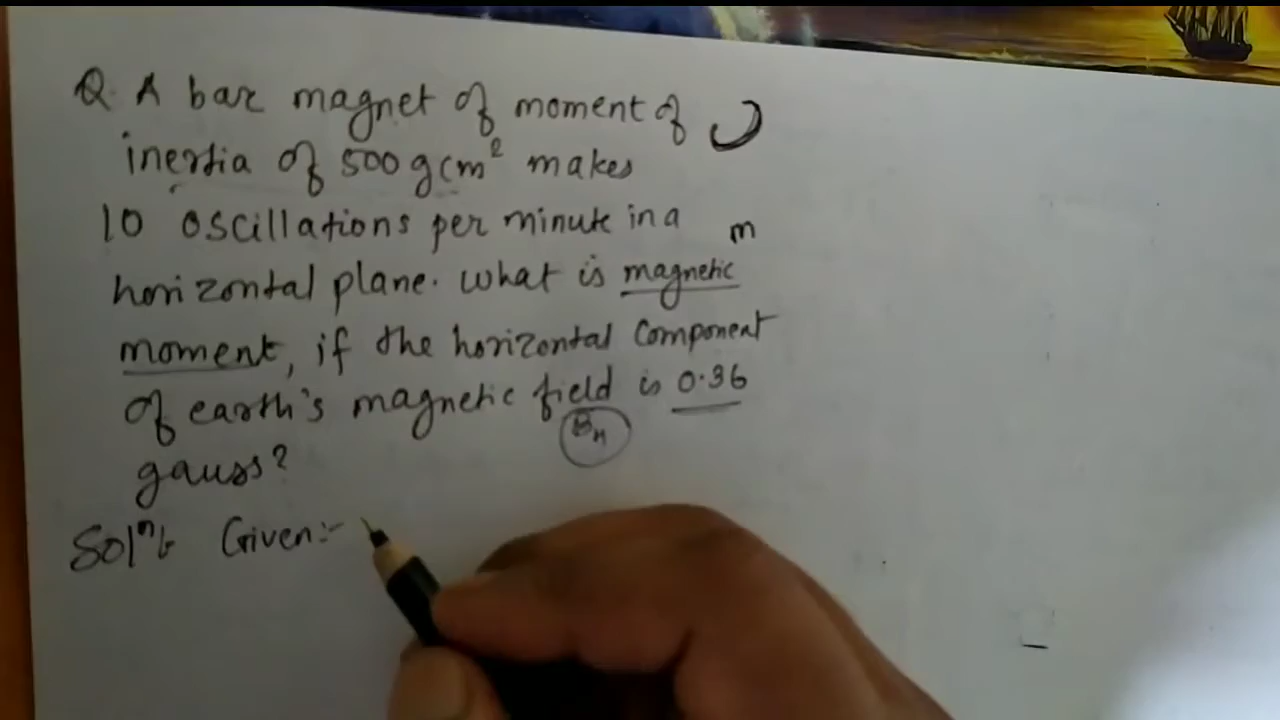 Q. A bar magnet of moment of
inertia of 500 gcm² makes
10 oscillations per minute in a
m
horizontal plane. What is magnetic
moment, if the horizontal component
of earth's magnetic field is 0.36
B_H
gauss?
Solⁿ:- Given:-